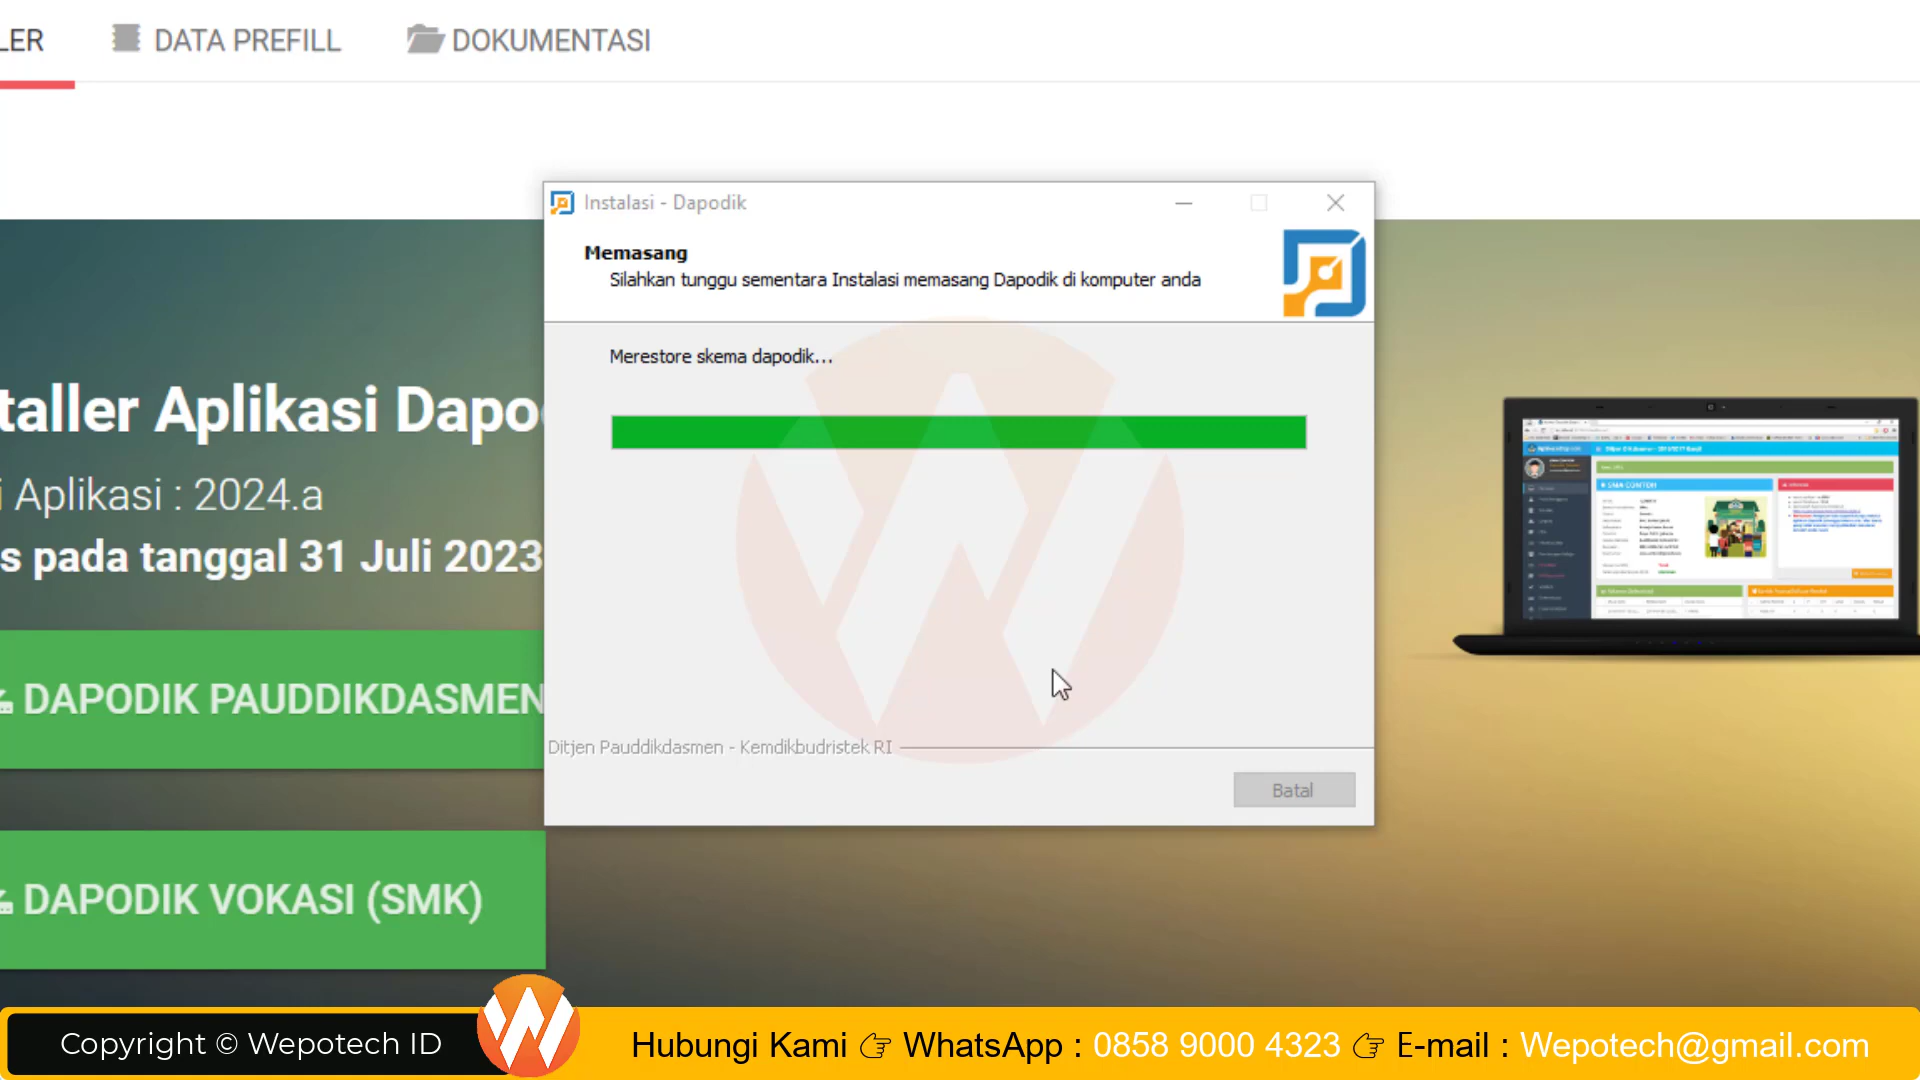 LER
DATA PREFILL
DOKUMENTASI
Instalasi - Dapodik
Memasang
Silahkan tunggu sementara Instalasi memasang Dapodik di komputer anda
Merestore skema dapodik...
taller Aplikasi Dapo
i Aplikasi : 2024.a
s pada tanggal 31 Juli 2023
DAPODIK PAUDDIKDASMEN
DAPODIK VOKASI (SMK)
SMA CONTOH
Ditjen Pauddikdasmen - Kemdikbudristek RI
Batal
Copyright © Wepotech ID
Hubungi Kami 👉 WhatsApp : 0858 9000 4323 👉 E-mail : Wepotech@gmail.com